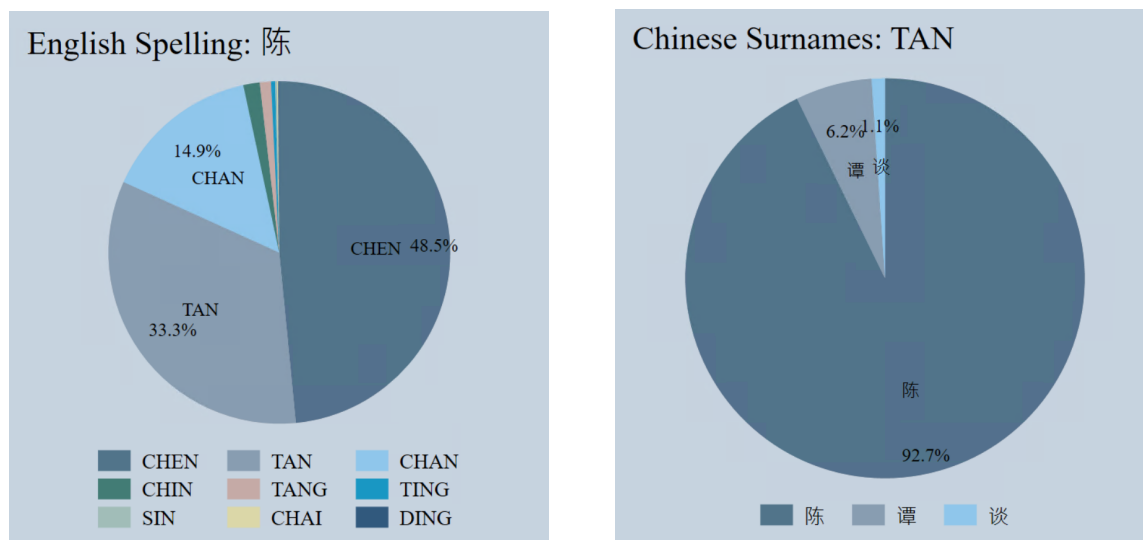 English Spelling: 陈
14.9%
CHAN
CHEN 48.5%
TAN
33.3%
CHEN TAN CHAN
CHIN TANG TING
SIN CHAI DING
Chinese Surnames: TAN
6.2% 1.1%
谭 谈
陈
92.7%
陈 谭 谈